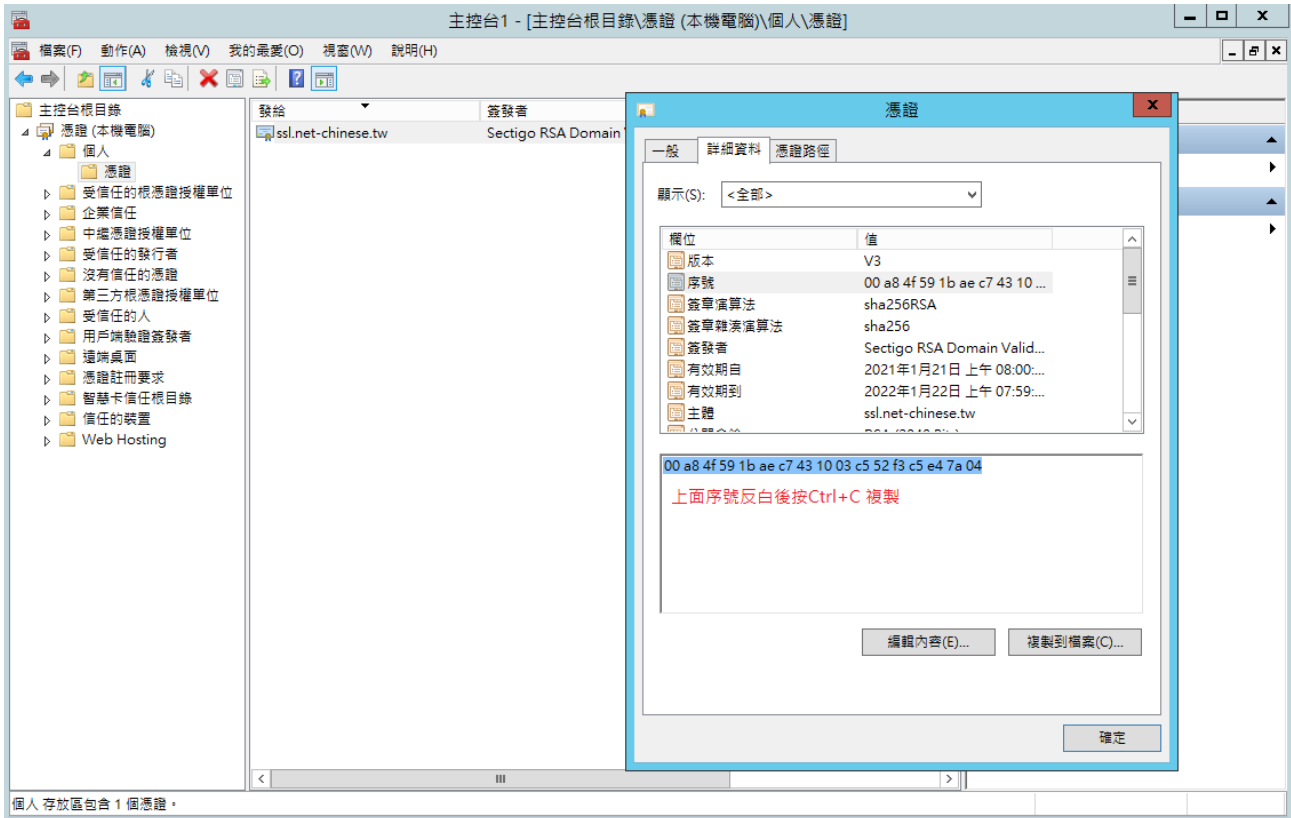 主控台1 - [主控台根目錄\憑證 (本機電腦)\個人\憑證]
檔案(F) 動作(A) 檢視(V) 我的最愛(O) 視窗(W) 說明(H)
主控台根目錄
憑證 (本機電腦)
個人
憑證
受信任的根憑證授權單位
企業信任
中繼憑證授權單位
受信任的發行者
沒有信任的憑證
第三方根憑證授權單位
受信任的人
用戶端驗證簽發者
遠端桌面
憑證註冊要求
智慧卡信任根目錄
信任的裝置
Web Hosting
發給 簽發者
ssl.net-chinese.tw Sectigo RSA Domain
憑證
一般 詳細資料 憑證路徑
顯示(S): <全部>
欄位 值
版本 V3
序號 00 a8 4f 59 1b ae c7 43 10 ...
簽章演算法 sha256RSA
簽章雜湊演算法 sha256
簽發者 Sectigo RSA Domain Valid...
有效期自 2021年1月21日 上午 08:00:...
有效期到 2022年1月22日 上午 07:59:...
主體 ssl.net-chinese.tw
00 a8 4f 59 1b ae c7 43 10 03 c5 52 f3 c5 e4 7a 04
上面序號反白後按Ctrl+C 複製
編輯內容(E)... 複製到檔案(C)...
確定
個人 存放區包含 1 個憑證。